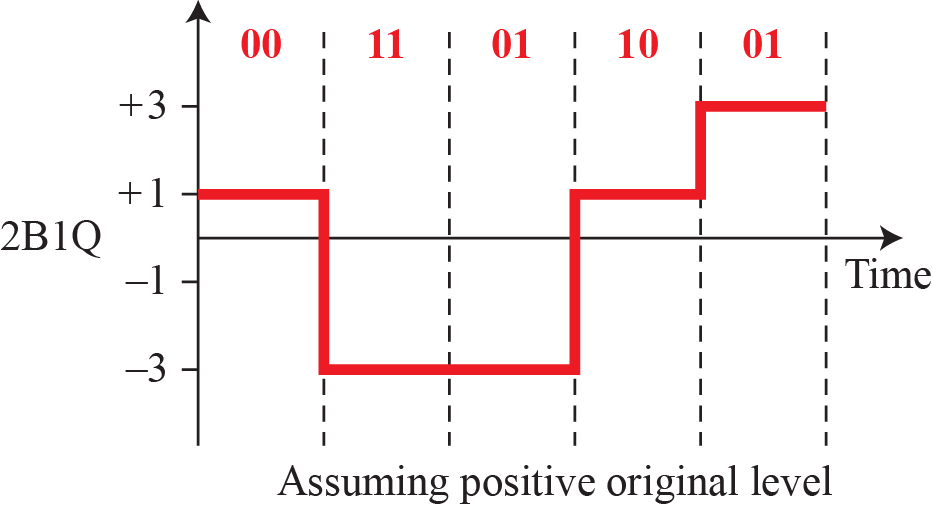 00 11 01 10 01
+3
+1
2B1Q
–1
Time
–3
Assuming positive original level